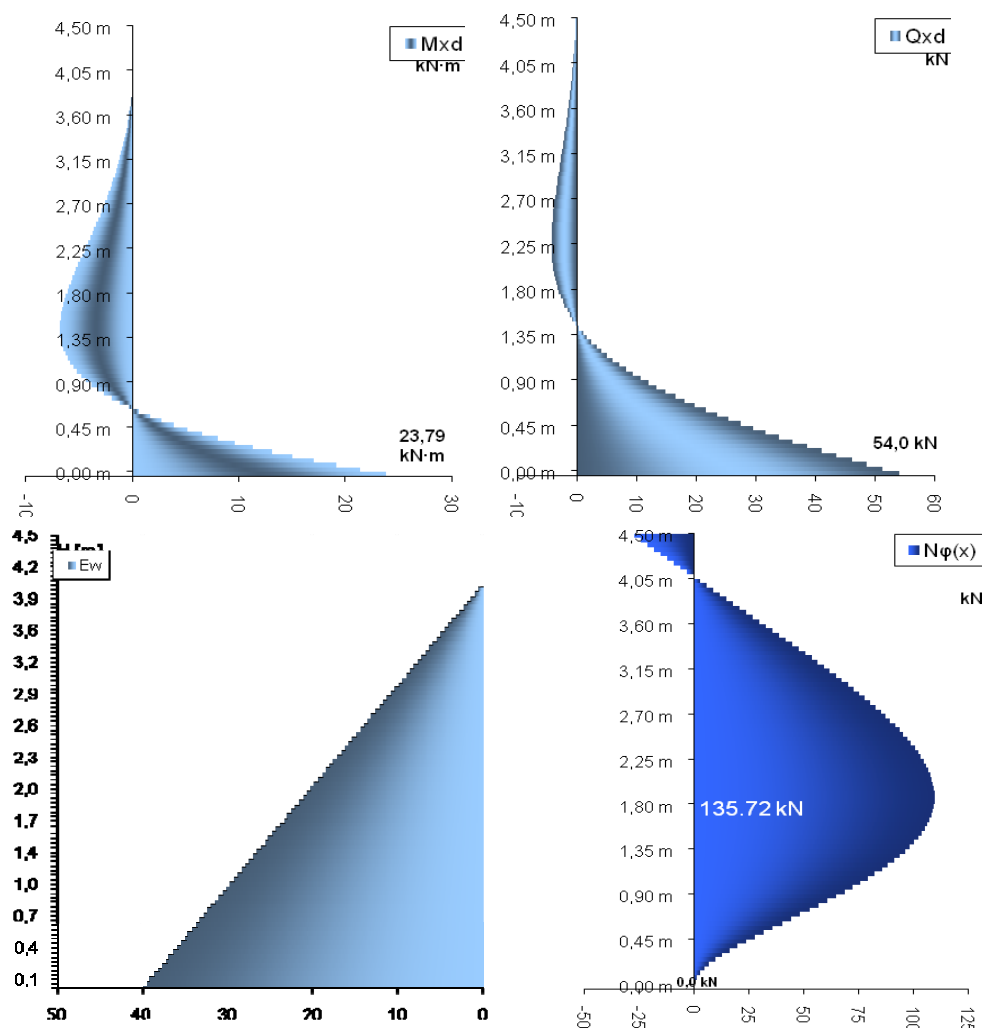 4,50 m
Mxd
kN·m
4,05 m
3,60 m
3,15 m
2,70 m
2,25 m
1,80 m
1,35 m
0,90 m
0,45 m
23,79
kN·m
0,00 m
-10
0
10
20
30
4,50 m
Qxd
kN
4,05 m
3,60 m
3,15 m
2,70 m
2,25 m
1,80 m
1,35 m
0,90 m
0,45 m
54,0 kN
0,00 m
-10
0
10
20
30
40
50
60
4,5
4,2
Ew
3,9
3,6
3,2
2,9
2,6
2,3
2,0
1,7
1,4
1,0
0,7
0,4
0,1
50
40
30
20
10
0
4,50 m
Nφ(x)
kN
4,05 m
3,60 m
3,15 m
2,70 m
2,25 m
1,80 m
135.72 kN
1,35 m
0,90 m
0,45 m
0,0 kN
0,00 m
-50
-25
0
25
50
75
100
125